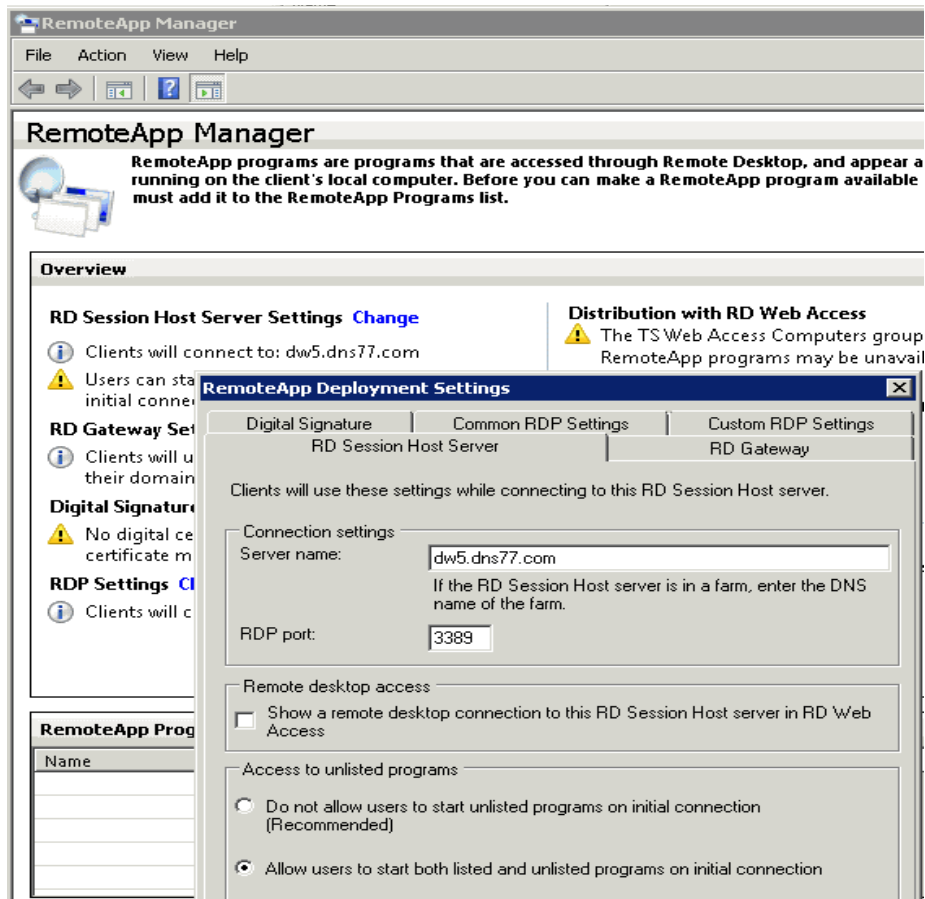 RemoteApp Manager
File Action View Help
RemoteApp Manager
RemoteApp programs are programs that are accessed through Remote Desktop, and appear a
running on the client's local computer. Before you can make a RemoteApp program available
must add it to the RemoteApp Programs list.
Overview
RD Session Host Server Settings Change
Clients will connect to: dw5.dns77.com
Users can sta
initial conne
RD Gateway Set
Clients will u
their domain
Digital Signature
No digital ce
certificate m
RDP Settings
Clients will c
Distribution with RD Web Access
The TS Web Access Computers group
RemoteApp programs may be unavail
RemoteApp Prog
Name
RemoteApp Deployment Settings
Digital Signature Common RDP Settings Custom RDP Settings
RD Session Host Server RD Gateway
Clients will use these settings while connecting to this RD Session Host server.
Connection settings
Server name: dw5.dns77.com
If the RD Session Host server is in a farm, enter the DNS
name of the farm.
RDP port: 3389
Remote desktop access
Show a remote desktop connection to this RD Session Host server in RD Web
Access
Access to unlisted programs
Do not allow users to start unlisted programs on initial connection
(Recommended)
Allow users to start both listed and unlisted programs on initial connection